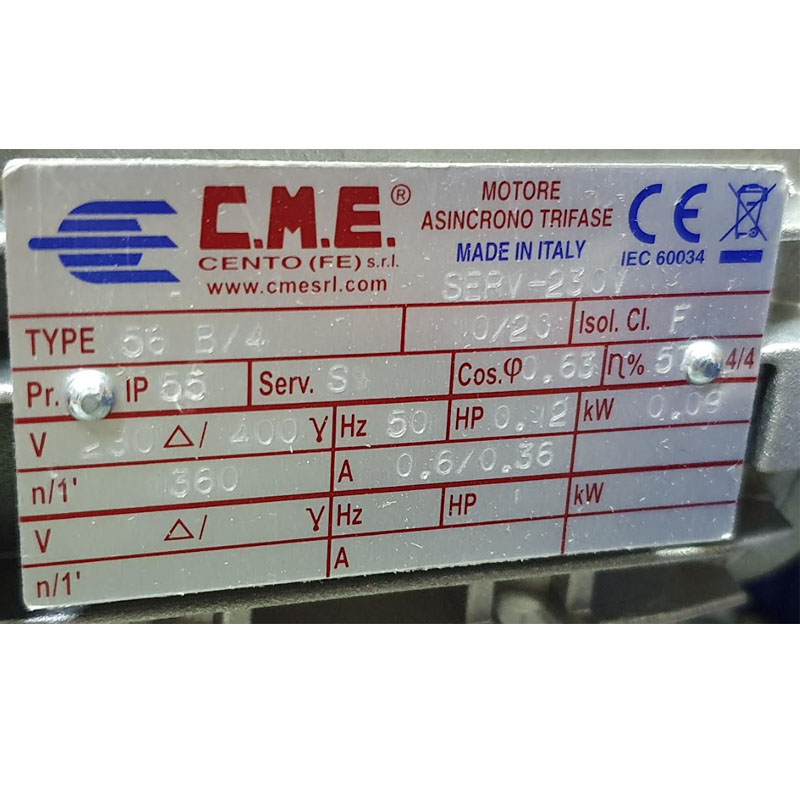 C.M.E.®
CENTO (FE) s.r.l.
www.cmesrl.com
MOTORE
ASINCRONO TRIFASE
MADE IN ITALY
CE
IEC 60034
SERV-230V
TYPE 56 B/4 10/20 Isol. Cl. F
Pr. IP 55 Serv. S1 Cos.φ 0.63 η% 57 4/4
V 230 Δ/ 400 Y Hz 50 HP 0.12 kW 0.09
n/1' 1360 A 0.6/0.36
V Δ/ Y Hz HP kW
n/1' A